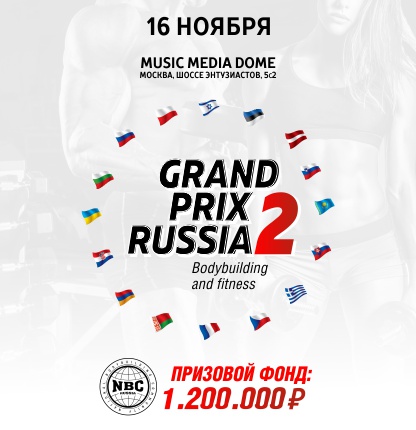 16 НОЯБРЯ
MUSIC MEDIA DOME
МОСКВА, ШОССЕ ЭНТУЗИАСТОВ, 5с2
GRAND
PRIX
RUSSIA 2
Bodybuilding
and fitness
NBC
RUSSIA
ПРИЗОВОЙ ФОНД:
1.200.000 ₽